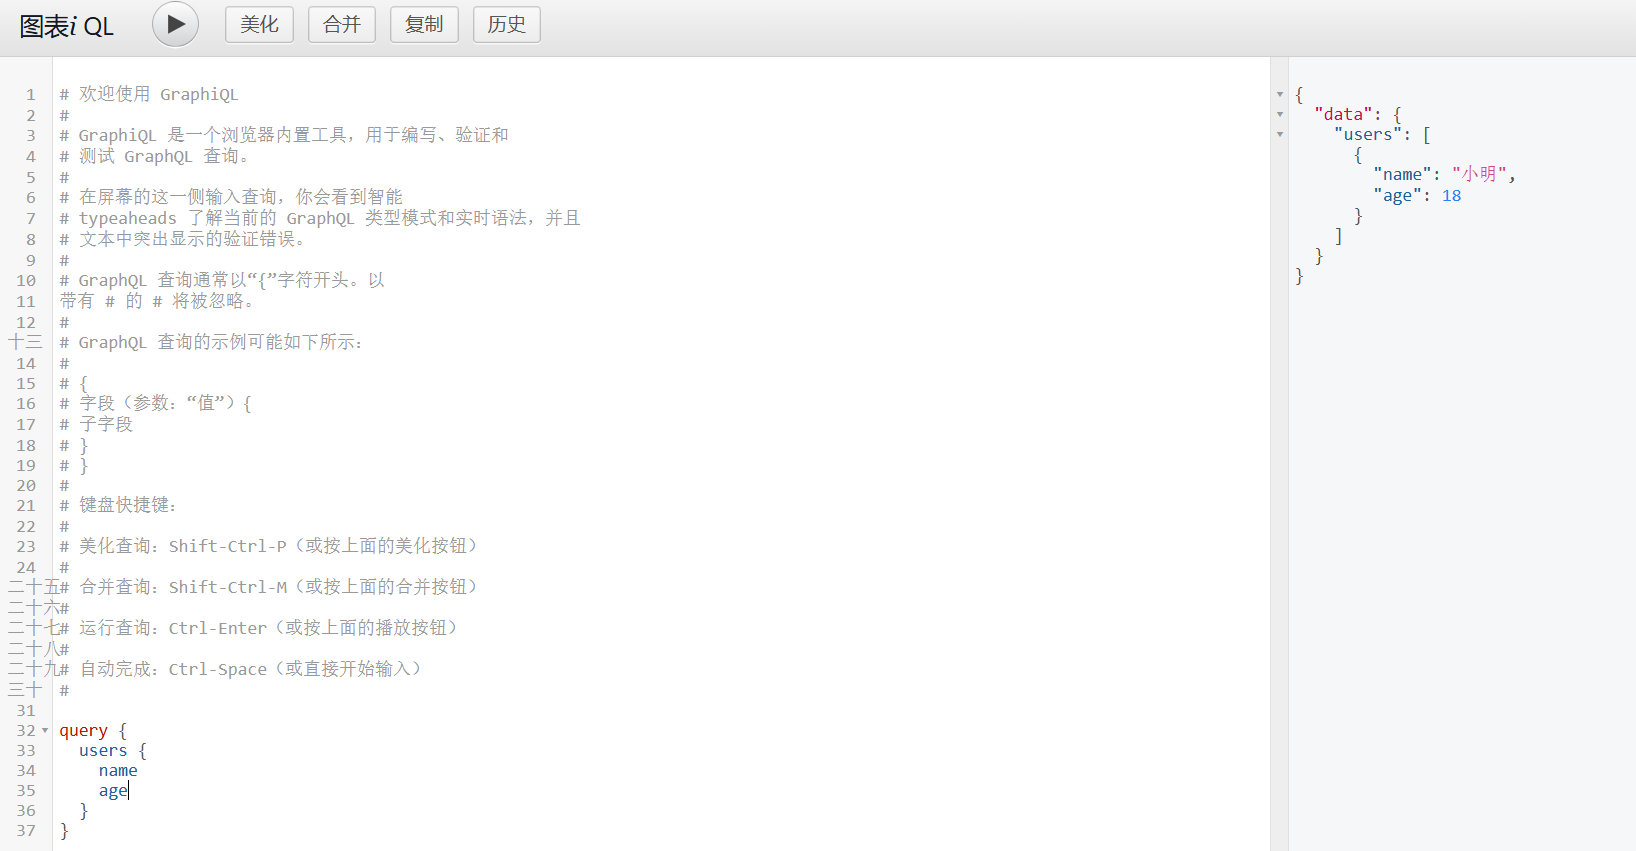 图表i QL
美化
合并
复制
历史
1 # 欢迎使用 GraphiQL
2 #
3 # GraphiQL 是一个浏览器内置工具，用于编写、验证和
4 # 测试 GraphQL 查询。
5 #
6 # 在屏幕的这一侧输入查询，你会看到智能
7 # typeaheads 了解当前的 GraphQL 类型模式和实时语法，并且
8 # 文本中突出显示的验证错误。
9 #
10 # GraphQL 查询通常以“{”字符开头。以
11 带有 # 的 # 将被忽略。
12 #
十三 # GraphQL 查询的示例可能如下所示：
14 #
15 # {
16 # 字段（参数：“值”）{
17 # 子字段
18 # }
19 # }
20 #
21 # 键盘快捷键：
22 #
23 # 美化查询：Shift-Ctrl-P（或按上面的美化按钮）
24 #
二十五# 合并查询：Shift-Ctrl-M（或按上面的合并按钮）
二十六#
二十七# 运行查询：Ctrl-Enter（或按上面的播放按钮）
二十八#
二十九# 自动完成：Ctrl-Space（或直接开始输入）
三十 #
31
32 query {
33 users {
34 name
35 age
36 }
37 }
{
"data": {
"users": [
{
"name": "小明",
"age": 18
}
]
}
}